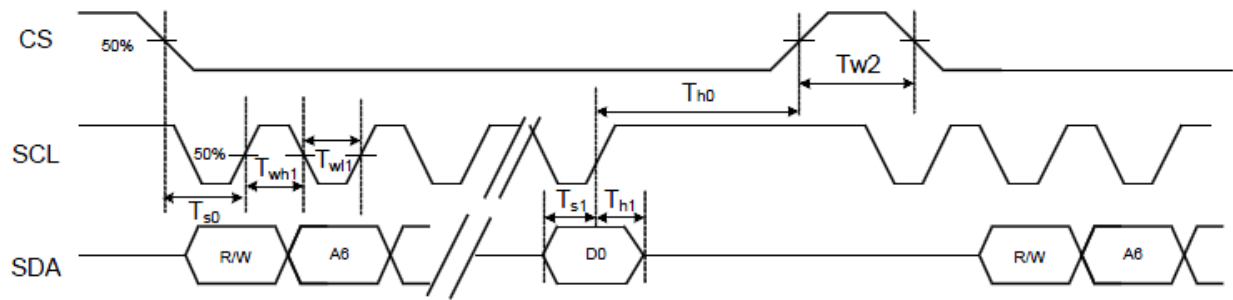 CS
50%
Tw2
Th0
SCL
50%
Twh1
Twl1
Ts0
Ts1
Th1
SDA
R/W
A6
D0
R/W
A6